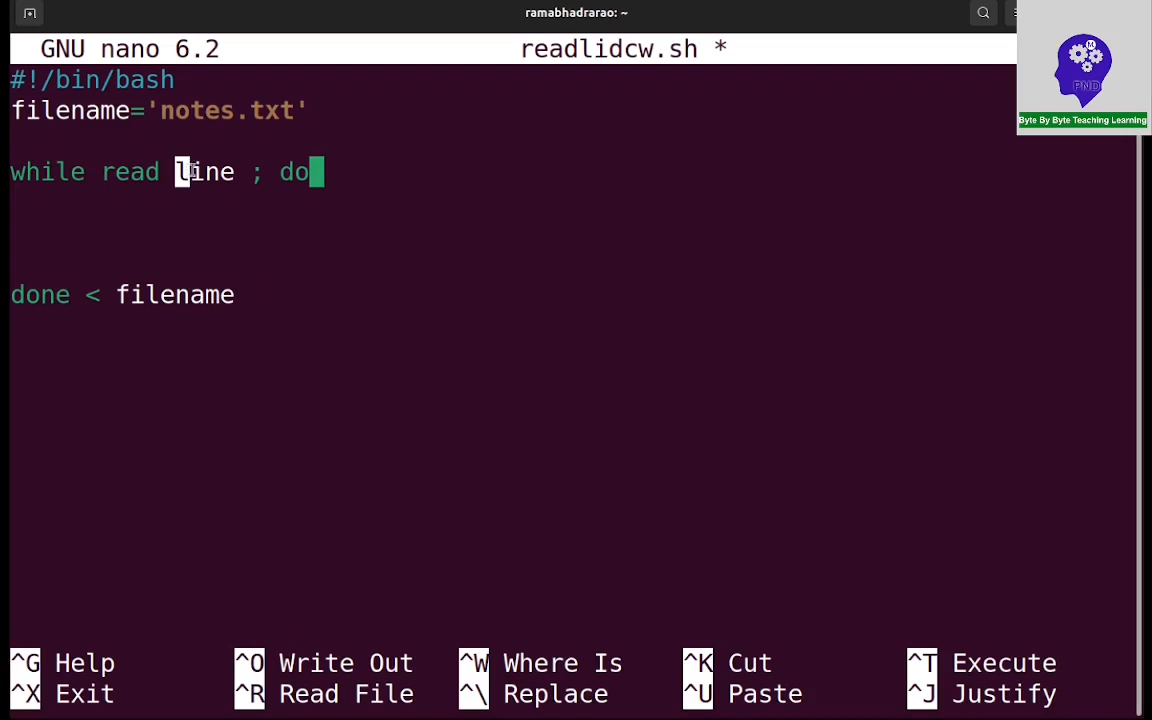 ramabhadrarao: ~
GNU nano 6.2 readlidcw.sh *
#!/bin/bash
filename='notes.txt'
while read line ; do
done < filename
PND
Byte By Byte Teaching Learning
^G Help ^O Write Out ^W Where Is ^K Cut ^T Execute
^X Exit ^R Read File ^\ Replace ^U Paste ^J Justify